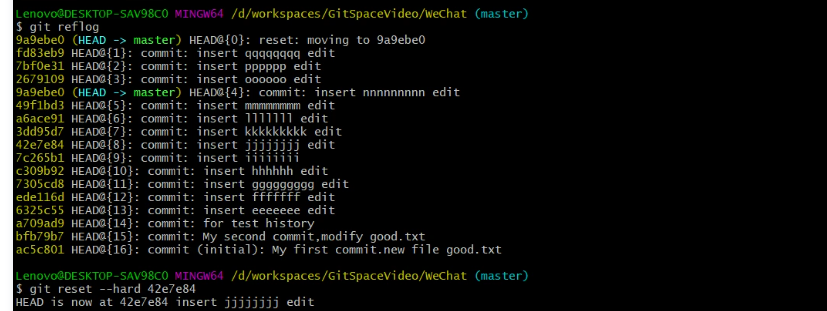 Lenovo@DESKTOP-SAV98C0 MINGW64 /d/workspaces/GitSpaceVideo/WeChat (master)
$ git reflog
9a9ebe0 (HEAD -> master) HEAD@{0}: reset: moving to 9a9ebe0
fd83eb9 HEAD@{1}: commit: insert qqqqqqqq edit
7bf0e31 HEAD@{2}: commit: insert pppppp edit
2679109 HEAD@{3}: commit: insert oooooo edit
9a9ebe0 (HEAD -> master) HEAD@{4}: commit: insert nnnnnnnnn edit
49f1bd3 HEAD@{5}: commit: insert mmmmmmmmm edit
a6ace91 HEAD@{6}: commit: insert lllllll edit
3dd95d7 HEAD@{7}: commit: insert kkkkkkkkk edit
42e7e84 HEAD@{8}: commit: insert jjjjjjjj edit
7c265b1 HEAD@{9}: commit: insert iiiiiiii
c309b92 HEAD@{10}: commit: insert hhhhhh edit
7305cd8 HEAD@{11}: commit: insert ggggggggg edit
ede116d HEAD@{12}: commit: insert fffffff edit
6325c55 HEAD@{13}: commit: insert eeeeeee edit
a709ad9 HEAD@{14}: commit: for test history
bfb79b7 HEAD@{15}: commit: My second commit,modify good.txt
ac5c801 HEAD@{16}: commit (initial): My first commit.new file good.txt
Lenovo@DESKTOP-SAV98C0 MINGW64 /d/workspaces/GitSpaceVideo/WeChat (master)
$ git reset --hard 42e7e84
HEAD is now at 42e7e84 insert jjjjjjjj edit